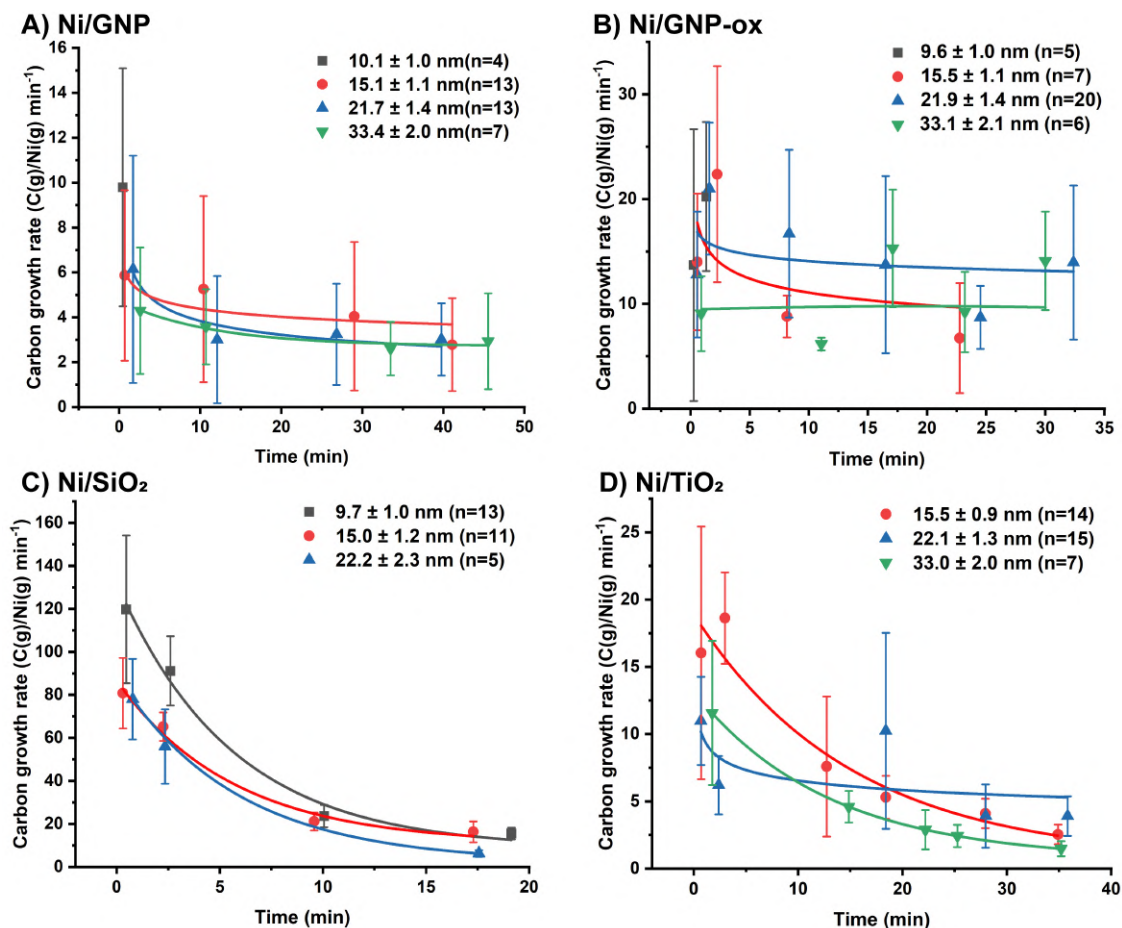 A) Ni/GNP
Carbon growth rate (C(g)/Ni(g) min⁻¹)
16
14
12
10
8
6
4
2
0
10.1 ± 1.0 nm(n=4)
15.1 ± 1.1 nm(n=13)
21.7 ± 1.4 nm(n=13)
33.4 ± 2.0 nm(n=7)
0 10 20 30 40 50
Time (min)
B) Ni/GNP-ox
Carbon growth rate (C(g)/Ni(g) min⁻¹)
30
20
10
0
9.6 ± 1.0 nm (n=5)
15.5 ± 1.1 nm (n=7)
21.9 ± 1.4 nm (n=20)
33.1 ± 2.1 nm (n=6)
0 5 10 15 20 25 30 35
Time (min)
C) Ni/SiO₂
Carbon growth rate (C(g)/Ni(g) min⁻¹)
160
140
120
100
80
60
40
20
0
9.7 ± 1.0 nm (n=13)
15.0 ± 1.2 nm (n=11)
22.2 ± 2.3 nm (n=5)
0 5 10 15 20
Time (min)
D) Ni/TiO₂
Carbon growth rate (C(g)/Ni(g) min⁻¹)
25
20
15
10
5
0
15.5 ± 0.9 nm (n=14)
22.1 ± 1.3 nm (n=15)
33.0 ± 2.0 nm (n=7)
0 10 20 30 40
Time (min)